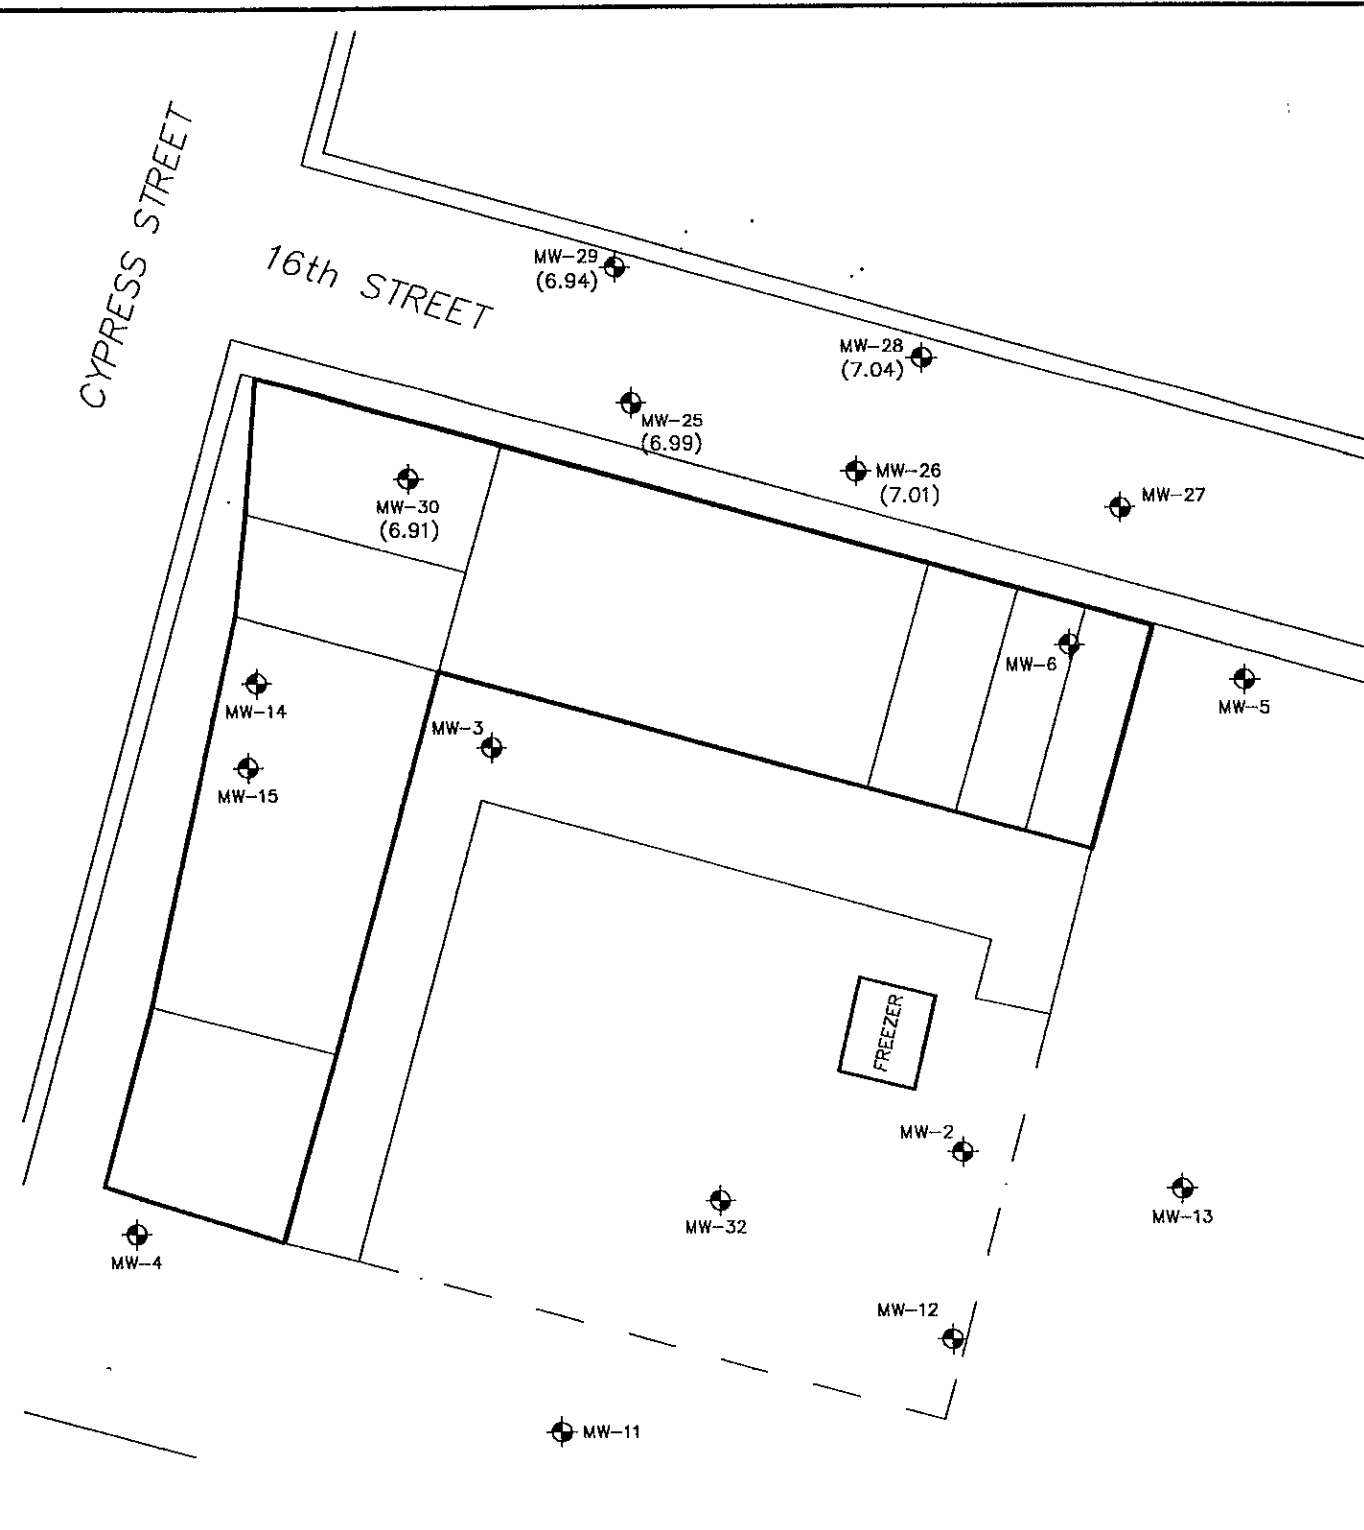 CYPRESS STREET
16th STREET
MW-29
(6.94)
MW-28
(7.04)
MW-25
(6.99)
MW-26
(7.01)
MW-27
MW-30
(6.91)
MW-6
MW-5
MW-14
MW-3
MW-15
FREEZER
MW-2
MW-32
MW-13
MW-4
MW-12
MW-11